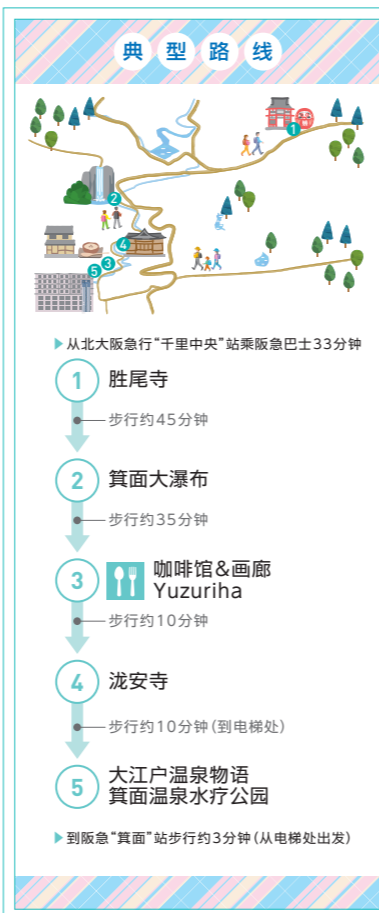 典型路线
1
2
4
3
5
▶从北大阪急行“千里中央”站乘阪急巴士33分钟
1 胜尾寺
步行约45分钟
2 箕面大瀑布
步行约35分钟
3 咖啡馆&画廊
Yuzuriha
步行约10分钟
4 泷安寺
步行约10分钟(到电梯处)
5 大江户温泉物语
箕面温泉水疗公园
▶到阪急“箕面”站步行约3分钟(从电梯处出发)